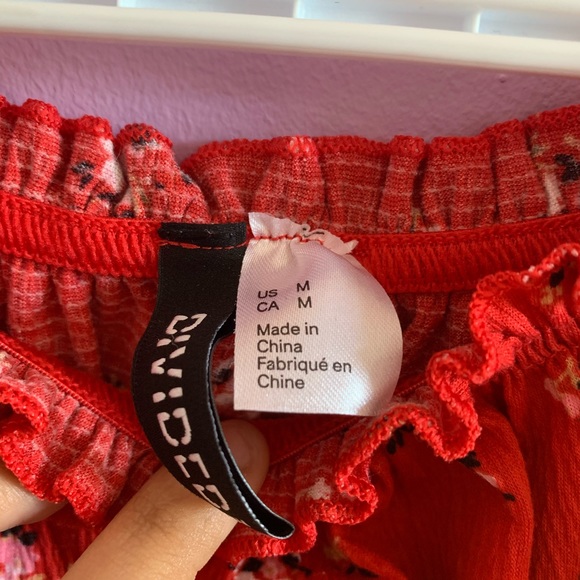 DIVIDED
US M
CA M
Made in
China
Fabriqué en
Chine